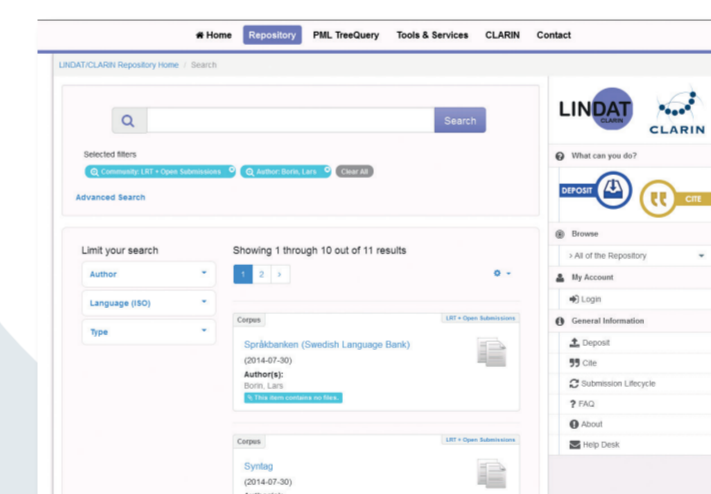 Home Repository PML TreeQuery Tools & Services CLARIN Contact
LINDAT/CLARIN Repository Home / Search
Search
Selected filters
Community: LRT + Open Submissions Author: Borin, Lars Clear All
Advanced Search
Limit your search
Author
Language (ISO)
Type
Showing 1 through 10 out of 11 results
1 2 >
Corpus LRT + Open Submissions
Språkbanken (Swedish Language Bank)
(2014-07-30)
Author(s):
Borin, Lars
This item contains no files.
Corpus LRT + Open Submissions
Syntag
(2014-07-30)
LINDAT
CLARIN
CLARIN
What can you do?
DEPOSIT
CITE
Browse
> All of the Repository
My Account
Login
General Information
Deposit
Cite
Submission Lifecycle
? FAQ
About
Help Desk